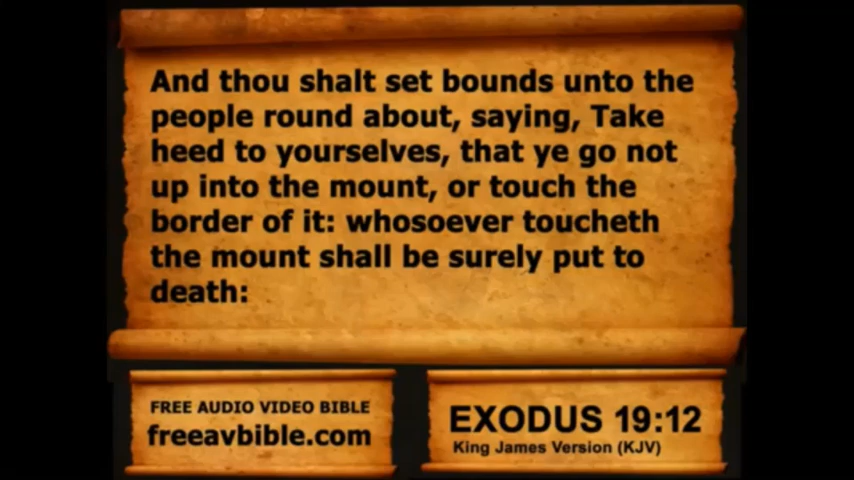 And thou shalt set bounds unto the
people round about, saying, Take
heed to yourselves, that ye go not
up into the mount, or touch the
border of it: whosoever toucheth
the mount shall be surely put to
death:
FREE AUDIO VIDEO BIBLE
freeavbible.com
EXODUS 19:12
King James Version (KJV)